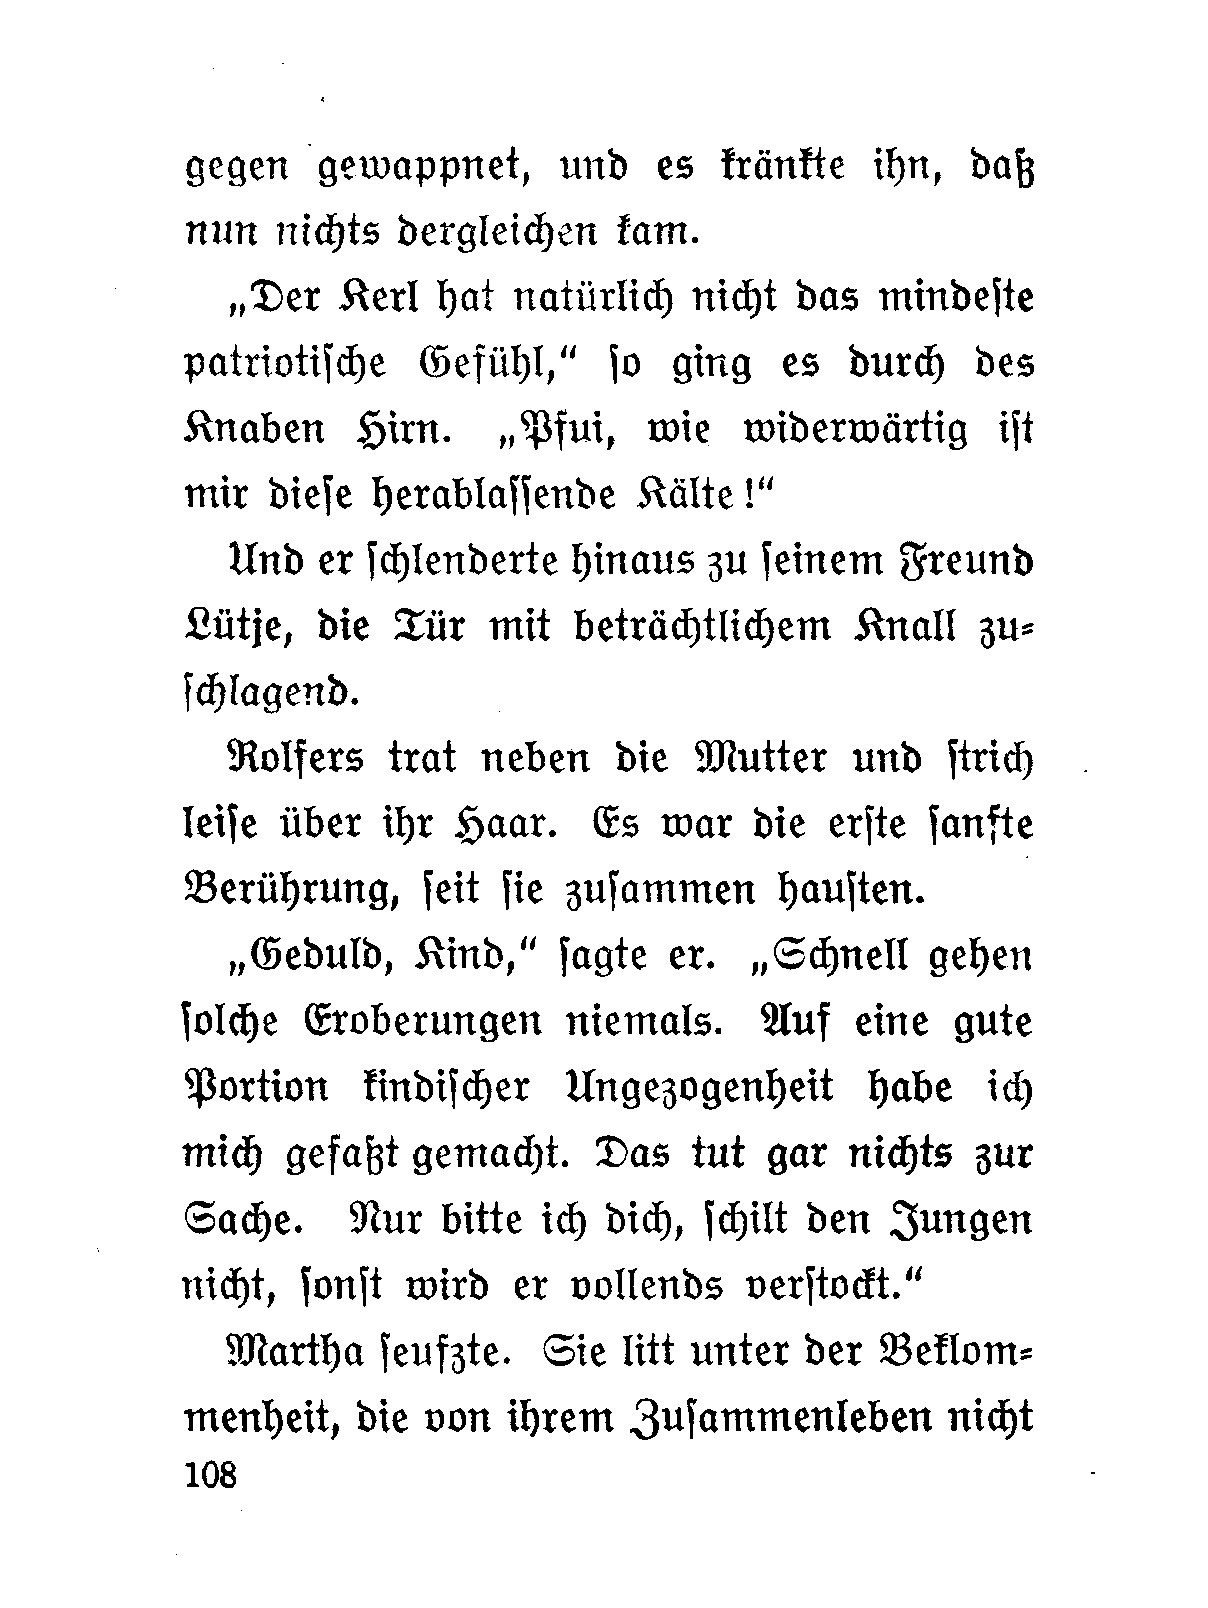 gegen gewappnet, und es kränkte ihn, daß
nun nichts dergleichen kam.
„Der Kerl hat natürlich nicht das mindeſte
patriotiſche Gefühl,“ ſo ging es durch des
Knaben Hirn. „Pfui, wie widerwärtig iſt
mir dieſe herablaſſende Kälte!“
Und er ſchlenderte hinaus zu ſeinem Freund
Lütje, die Tür mit beträchtlichem Knall zu⸗
ſchlagend.
Rolfers trat neben die Mutter und ſtrich
leiſe über ihr Haar. Es war die erſte ſanfte
Berührung, ſeit ſie zuſammen hauſten.
„Geduld, Kind,“ ſagte er. „Schnell gehen
ſolche Eroberungen niemals. Auf eine gute
Portion kindiſcher Ungezogenheit habe ich
mich gefaßt gemacht. Das tut gar nichts zur
Sache. Nur bitte ich dich, ſchilt den Jungen
nicht, ſonſt wird er vollends verſtockt.“
Martha ſeufzte. Sie litt unter der Beklom⸗
menheit, die von ihrem Zuſammenleben nicht
108